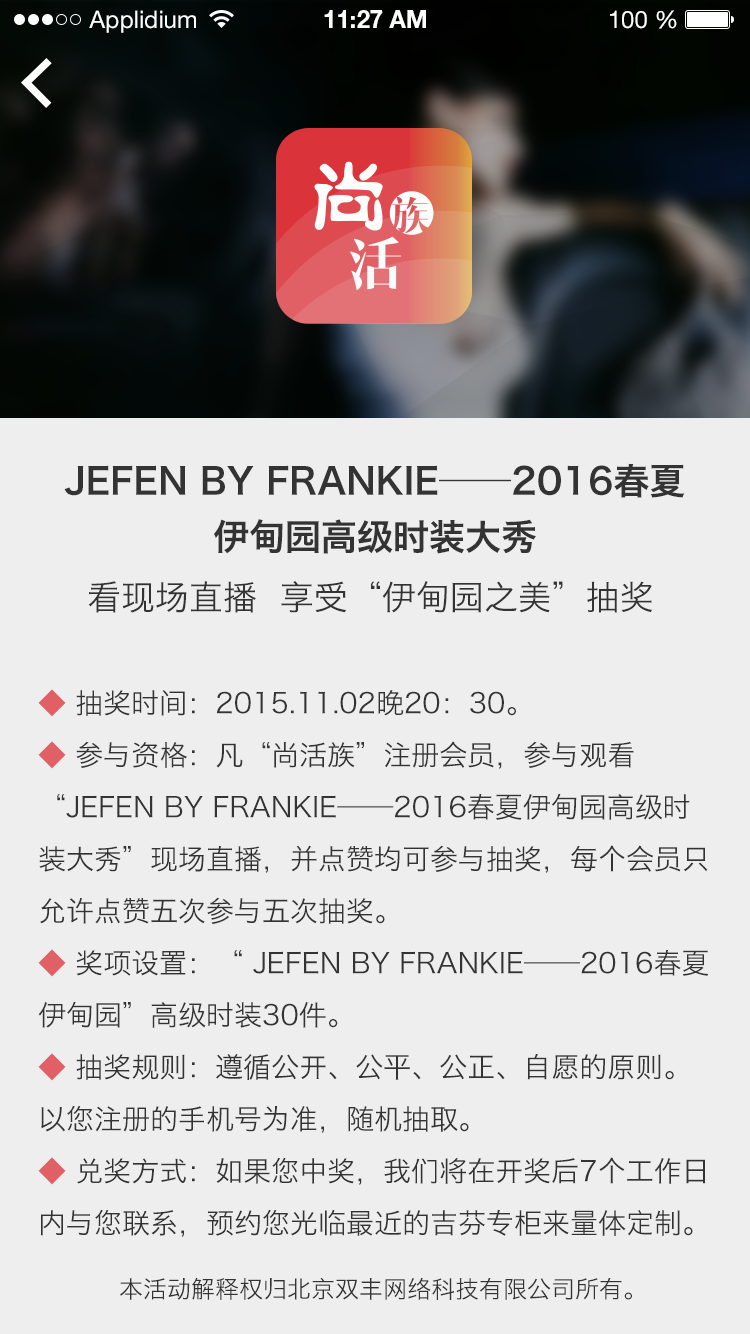 Applidium 11:27 AM 100 %
尚族
活
JEFEN BY FRANKIE——2016春夏
伊甸园高级时装大秀
看现场直播 享受“伊甸园之美”抽奖
抽奖时间：2015.11.02晚20：30。
参与资格：凡“尚活族”注册会员，参与观看
“JEFEN BY FRANKIE——2016春夏伊甸园高级时
装大秀”现场直播，并点赞均可参与抽奖，每个会员只
允许点赞五次参与五次抽奖。
奖项设置：“ JEFEN BY FRANKIE——2016春夏
伊甸园”高级时装30件。
抽奖规则：遵循公开、公平、公正、自愿的原则。
以您注册的手机号为准，随机抽取。
兑奖方式：如果您中奖，我们将在开奖后7个工作日
内与您联系，预约您光临最近的吉芬专柜来量体定制。
本活动解释权归北京双丰网络科技有限公司所有。